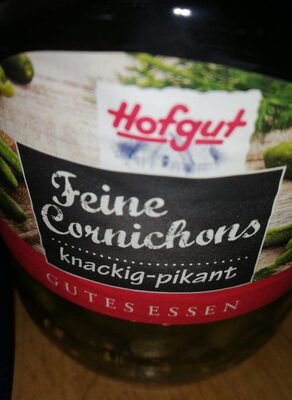 Hofgut
Feine
Cornichons
knackig-pikant
GUTES ESSEN